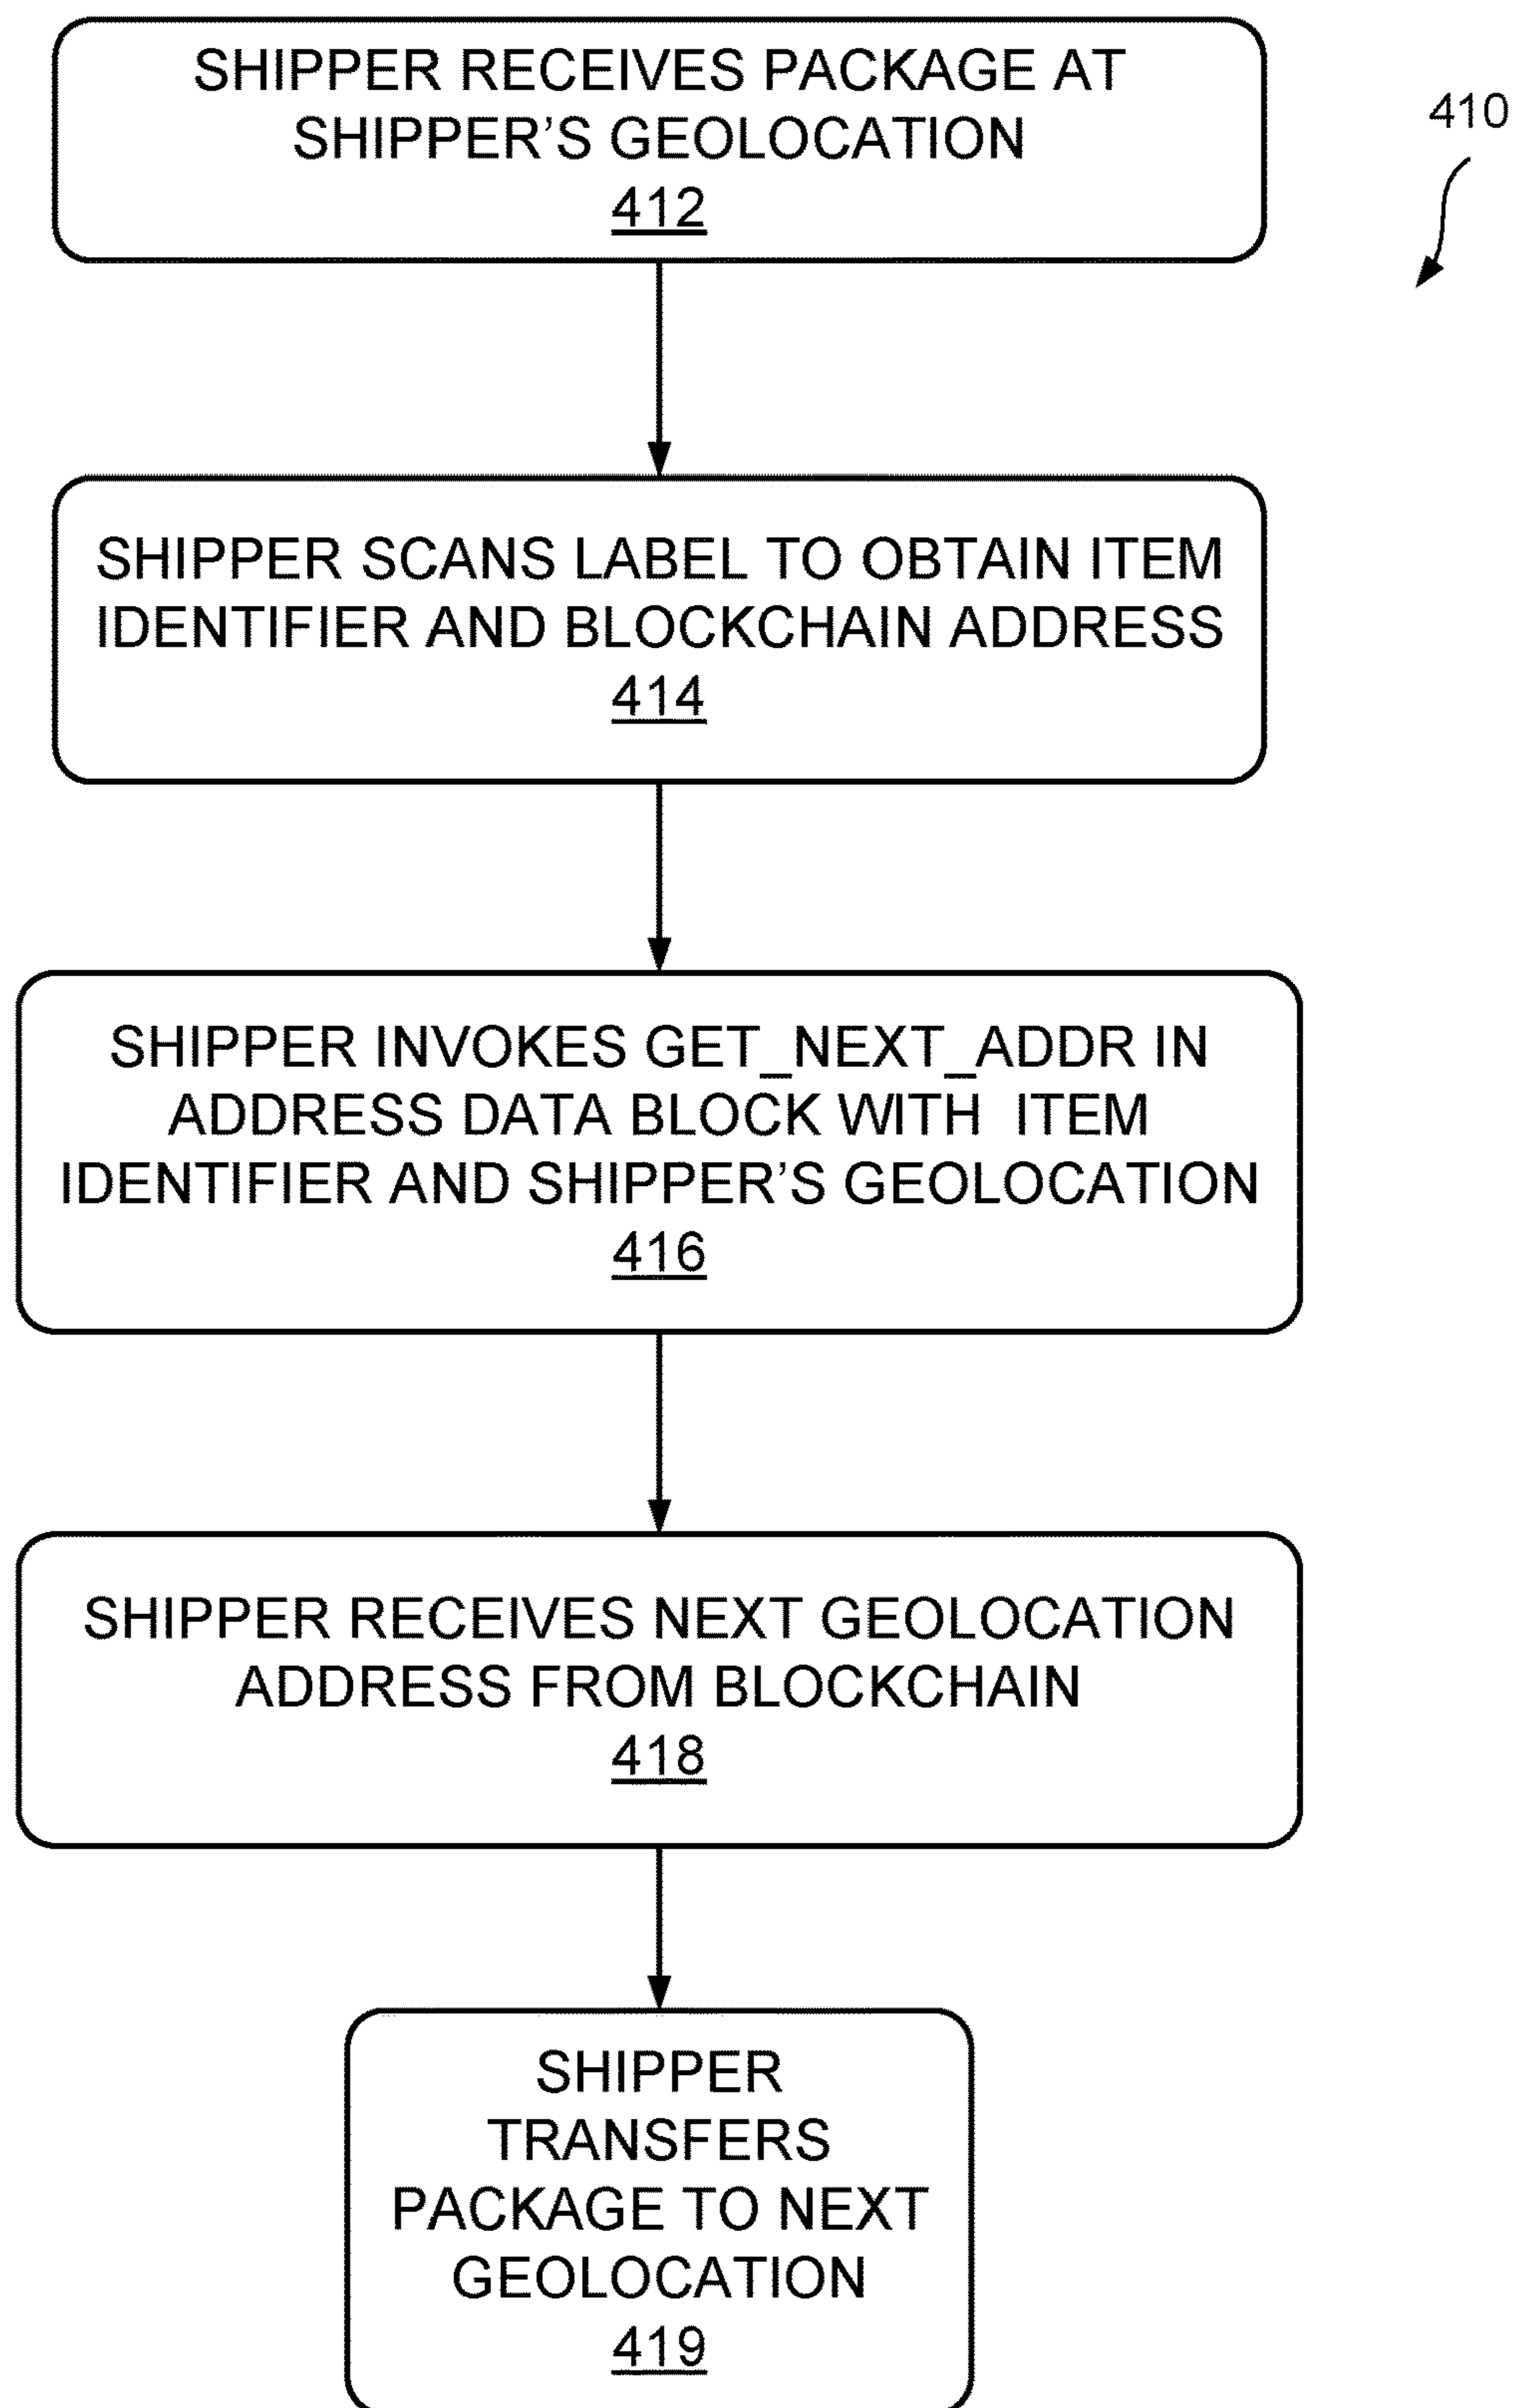 SHIPPER RECEIVES PACKAGE AT
SHIPPER’S GEOLOCATION
412
410
SHIPPER SCANS LABEL TO OBTAIN ITEM
IDENTIFIER AND BLOCKCHAIN ADDRESS
414
SHIPPER INVOKES GET_NEXT_ADDR IN
ADDRESS DATA BLOCK WITH ITEM
IDENTIFIER AND SHIPPER’S GEOLOCATION
416
SHIPPER RECEIVES NEXT GEOLOCATION
ADDRESS FROM BLOCKCHAIN
418
SHIPPER
TRANSFERS
PACKAGE TO NEXT
GEOLOCATION
419